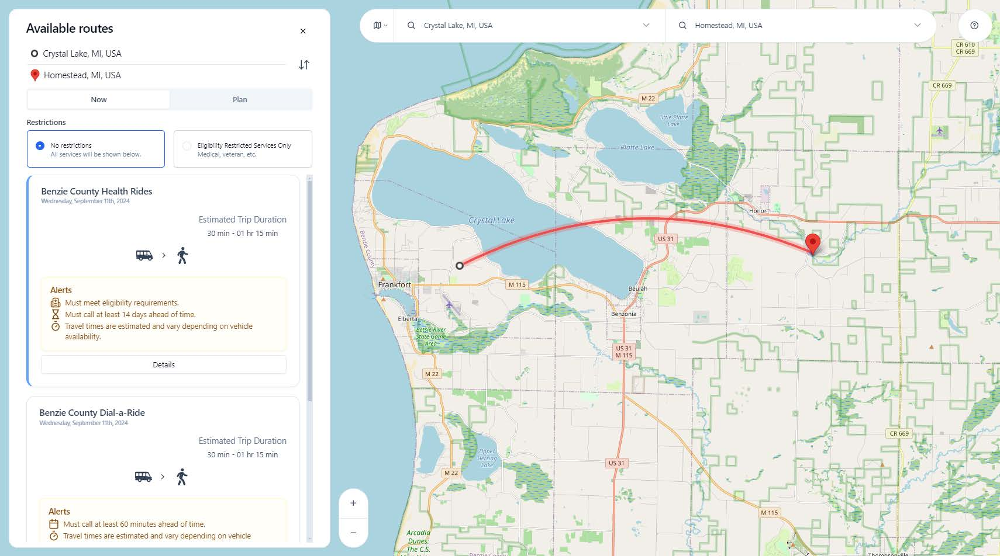 Available routes
Crystal Lake, MI, USA
Homestead, MI, USA
Now
Plan
Restrictions
No restrictions
All services will be shown below.
Eligibility Restricted Services Only
Medical, veteran, etc.
Benzie County Health Rides
Wednesday, September 11th, 2024
Estimated Trip Duration
30 min - 01 hr 15 min
Alerts
Must meet eligibility requirements.
Must call at least 14 days ahead of time.
Travel times are estimated and vary depending on vehicle
availability.
Details
Benzie County Dial-a-Ride
Wednesday, September 11th, 2024
Estimated Trip Duration
30 min - 01 hr 15 min
Alerts
Must call at least 60 minutes ahead of time.
Travel times are estimated and vary depending on vehicle
Crystal Lake, MI, USA
Homestead, MI, USA
CR 610
CR 669
CR 669
M 22
Little Platte
Lake
Platte Lake
Honor
Crystal Lake
US 31
Benzie County
Frankfort
M 115
Beulah
Benzonia
Elberta
Betsie River
State Game
Area
US 31
M 115
M 22
CR 669
Upper
Herring
Lake
M 22
US 31
M 115
Arcadia
Dunes:
The C.S.
Thompsonville